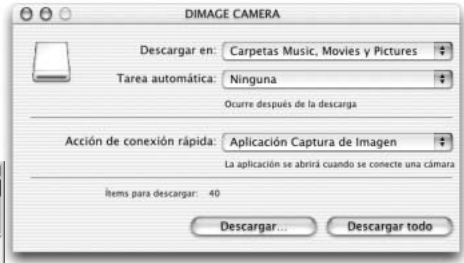 DIMAGE CAMERA
Descargar en: Carpetas Music, Movies y Pictures
Tarea automática: Ninguna
Ocurre después de la descarga
Acción de conexión rápida: Aplicación Captura de Imagen
La aplicación se abrirá cuando se conecte una cámara
Ítems para descargar: 40
Descargar... Descargar todo